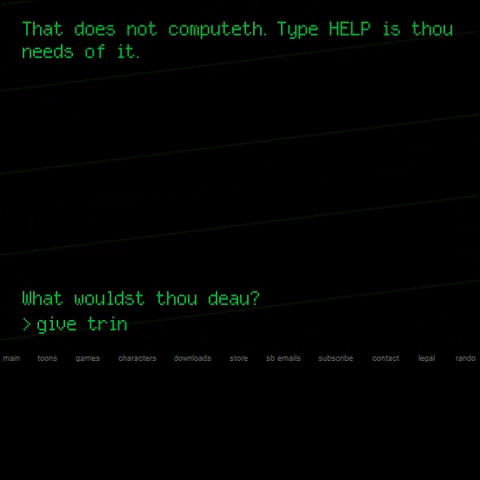 That does not computeth. Type HELP is thou
needs of it.
What wouldst thou deau?
>give trin
main toons games characters downloads store sb emails subscribe contact legal rando